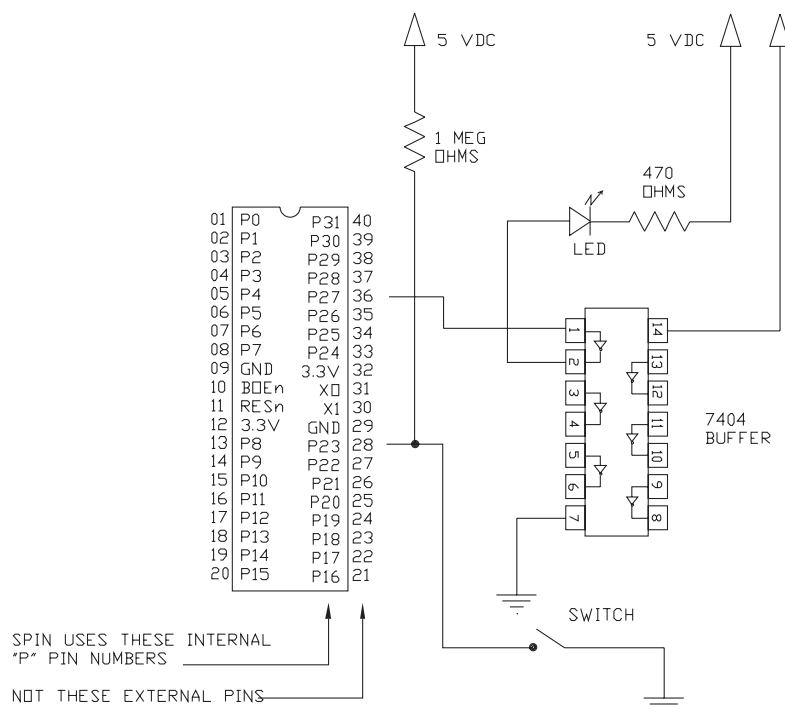 5 VDC
5 VDC
1 MEG
OHMS
470
OHMS
LED
01 P0 P31 40
02 P1 P30 39
03 P2 P29 38
04 P3 P28 37
05 P4 P27 36
06 P5 P26 35
07 P6 P25 34
08 P7 P24 33
09 GND 3.3V 32
10 BOEn XO 31
11 RESn X1 30
12 3.3V GND 29
13 P8 P23 28
14 P9 P22 27
15 P10 P21 26
16 P11 P20 25
17 P12 P19 24
18 P13 P18 23
19 P14 P17 22
20 P15 P16 21
1 14
2 13
3 12
4 11
5 10
6 9
7 8
7404
BUFFER
SWITCH
SPIN USES THESE INTERNAL
"P" PIN NUMBERS
NOT THESE EXTERNAL PINS